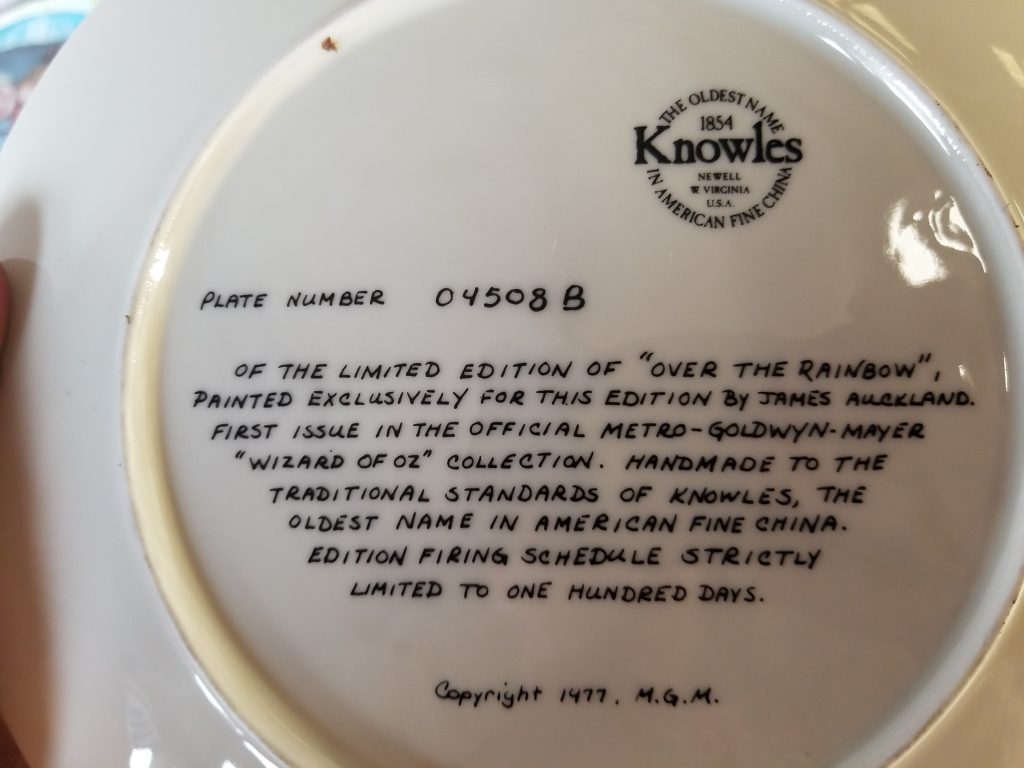 THE OLDEST NAME
1854
Knowles
NEWELL
W. VIRGINIA
U.S.A.
IN AMERICAN FINE CHINA
PLATE NUMBER 04508 B
OF THE LIMITED EDITION OF "OVER THE RAINBOW",
PAINTED EXCLUSIVELY FOR THIS EDITION BY JAMES AUCKLAND.
FIRST ISSUE IN THE OFFICIAL METRO-GOLDWYN-MAYER
"WIZARD OF OZ" COLLECTION. HANDMADE TO THE
TRADITIONAL STANDARDS OF KNOWLES, THE
OLDEST NAME IN AMERICAN FINE CHINA.
EDITION FIRING SCHEDULE STRICTLY
LIMITED TO ONE HUNDRED DAYS.
Copyright 1977. M.G.M.